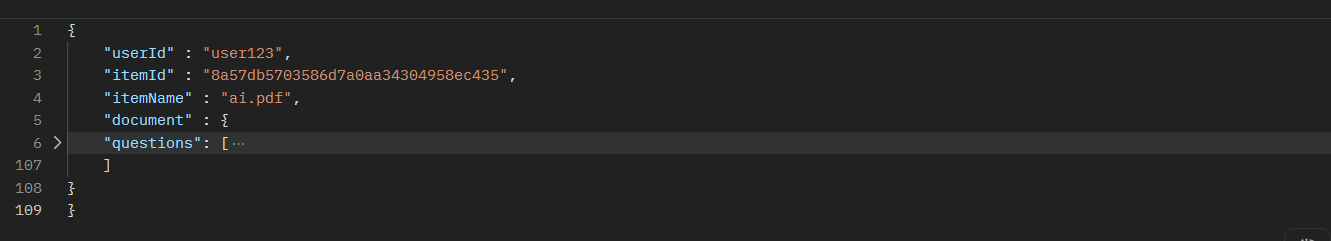 1 {
2 "userId" : "user123",
3 "itemId" : "8a57db5703586d7a0aa34304958ec435",
4 "itemName" : "ai.pdf",
5 "document" : {
6 "questions": [ ···
107 ]
108 }
109 }